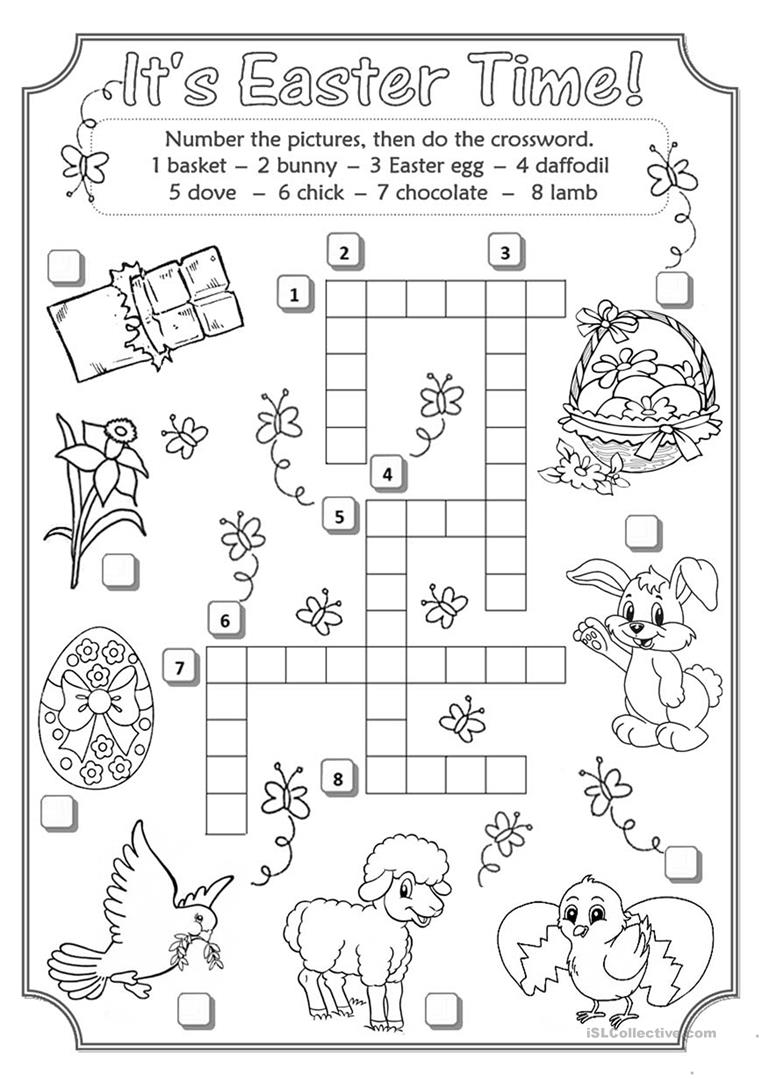 It's Easter Time!
Number the pictures, then do the crossword.
1 basket – 2 bunny – 3 Easter egg – 4 daffodil
5 dove – 6 chick – 7 chocolate – 8 lamb
2
3
1
4
5
6
7
8
iSLCollective.com